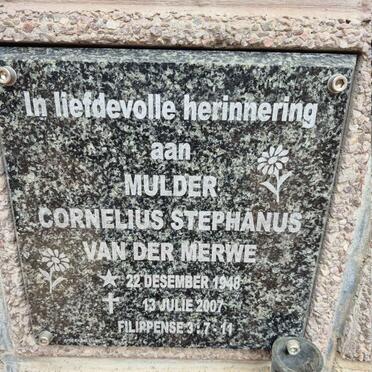 In liefdevolle herinnering
aan
MULDER
CORNELIUS STEPHANUS
VAN DER MERWE
★ 22 DESEMBER 1948
✝ 13 JULIE 2007
FILIPPENSE 3 : 7 - 11